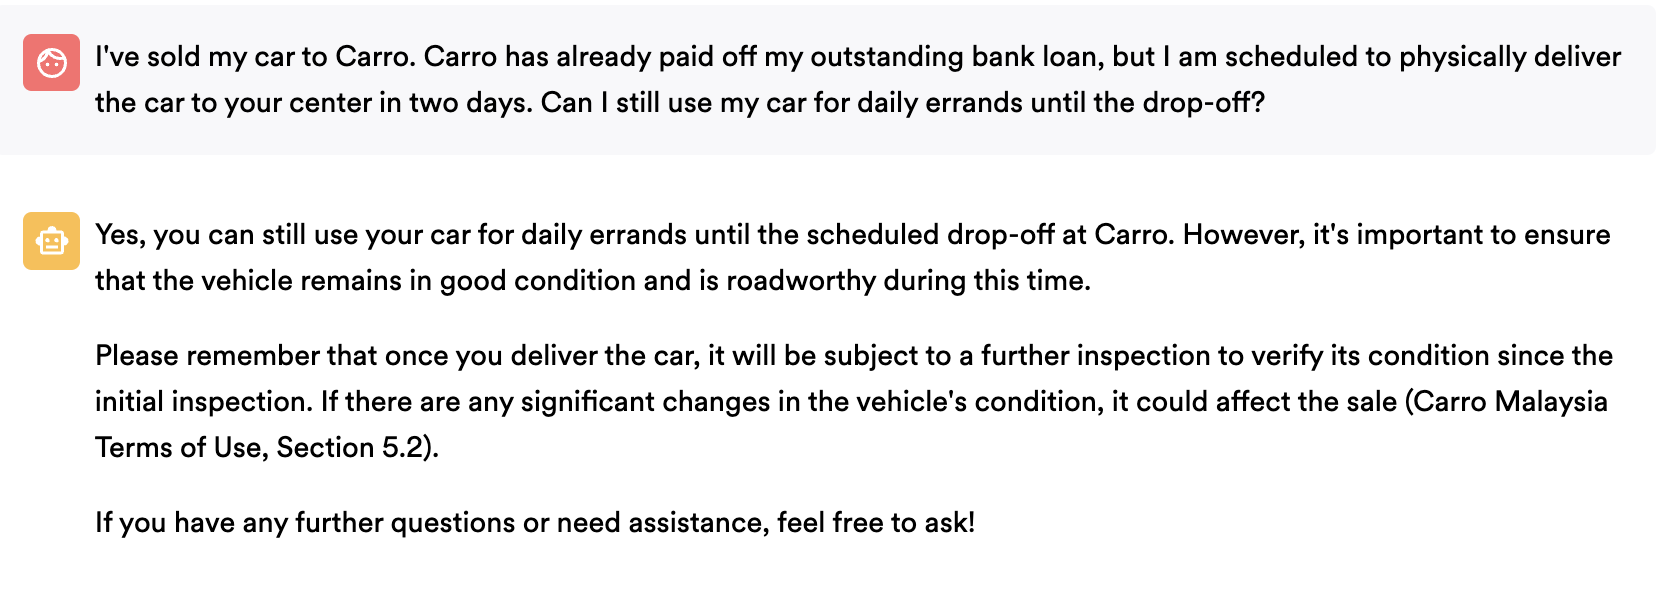 I've sold my car to Carro. Carro has already paid off my outstanding bank loan, but I am scheduled to physically deliver
the car to your center in two days. Can I still use my car for daily errands until the drop-off?
Yes, you can still use your car for daily errands until the scheduled drop-off at Carro. However, it's important to ensure
that the vehicle remains in good condition and is roadworthy during this time.
Please remember that once you deliver the car, it will be subject to a further inspection to verify its condition since the
initial inspection. If there are any significant changes in the vehicle's condition, it could affect the sale (Carro Malaysia
Terms of Use, Section 5.2).
If you have any further questions or need assistance, feel free to ask!